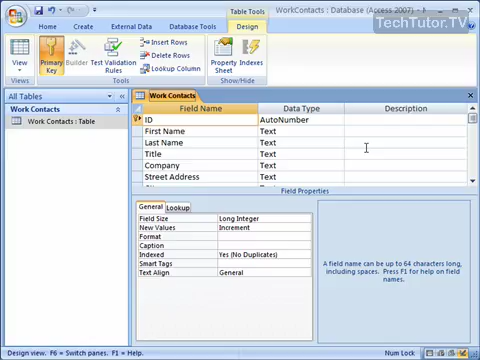 WorkContacts : Database (Access 2007)
Table Tools
TechTutor.TV
Home
Create
External Data
Database Tools
Design
View
Primary Key
Builder
Test Validation Rules
Insert Rows
Delete Rows
Lookup Column
Property Sheet
Indexes
Views
Tools
Show/Hide
All Tables
Work Contacts
Work Contacts : Table
Work Contacts
Field Name Data Type Description
ID AutoNumber
First Name Text
Last Name Text
Title Text
Company Text
Street Address Text
Field Properties
General Lookup
Field Size Long Integer
New Values Increment
Format
Caption
Indexed Yes (No Duplicates)
Smart Tags
Text Align General
A field name can be up to 64 characters long,
including spaces. Press F1 for help on field
names.
Design view. F6 = Switch panes. F1 = Help.
Num Lock